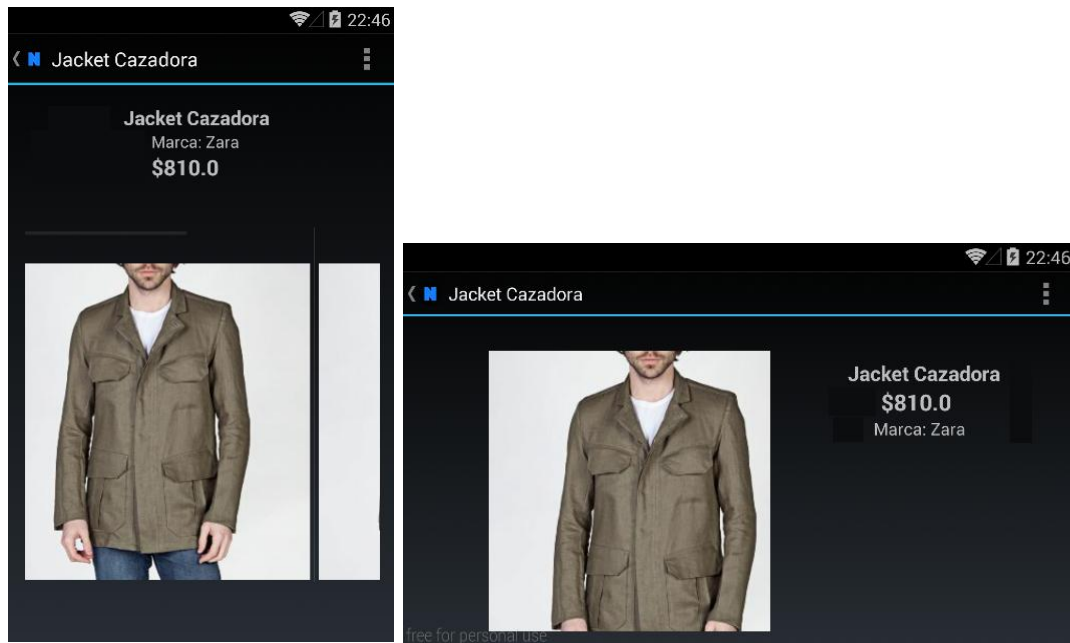 22:46
N Jacket Cazadora
Jacket Cazadora
Marca: Zara
$810.0
22:46
N Jacket Cazadora
Jacket Cazadora
$810.0
Marca: Zara
free for personal use